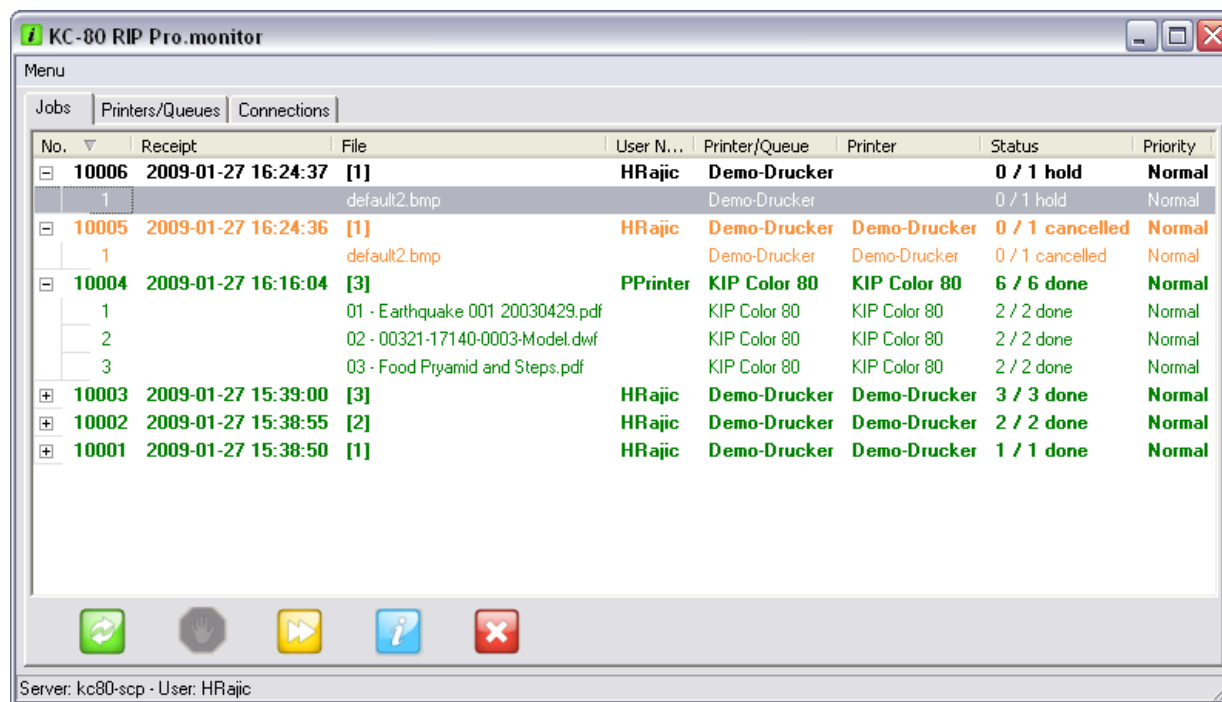 KC-80 RIP Pro.monitor
Menu
Jobs Printers/Queues Connections
No. Receipt File User N... Printer/Queue Printer Status Priority
10006 2009-01-27 16:24:37 [1] HRajic Demo-Drucker 0 / 1 hold Normal
1 default2.bmp Demo-Drucker 0 / 1 hold Normal
10005 2009-01-27 16:24:36 [1] HRajic Demo-Drucker Demo-Drucker 0 / 1 cancelled Normal
1 default2.bmp Demo-Drucker Demo-Drucker 0 / 1 cancelled Normal
10004 2009-01-27 16:16:04 [3] PPrinter KIP Color 80 KIP Color 80 6 / 6 done Normal
1 01 - Earthquake 001 20030429.pdf KIP Color 80 KIP Color 80 2 / 2 done Normal
2 02 - 00321-17140-0003-Model.dwf KIP Color 80 KIP Color 80 2 / 2 done Normal
3 03 - Food Pryamid and Steps.pdf KIP Color 80 KIP Color 80 2 / 2 done Normal
10003 2009-01-27 15:39:00 [3] HRajic Demo-Drucker Demo-Drucker 3 / 3 done Normal
10002 2009-01-27 15:38:55 [2] HRajic Demo-Drucker Demo-Drucker 2 / 2 done Normal
10001 2009-01-27 15:38:50 [1] HRajic Demo-Drucker Demo-Drucker 1 / 1 done Normal
Server: kc80-scp - User: HRajic